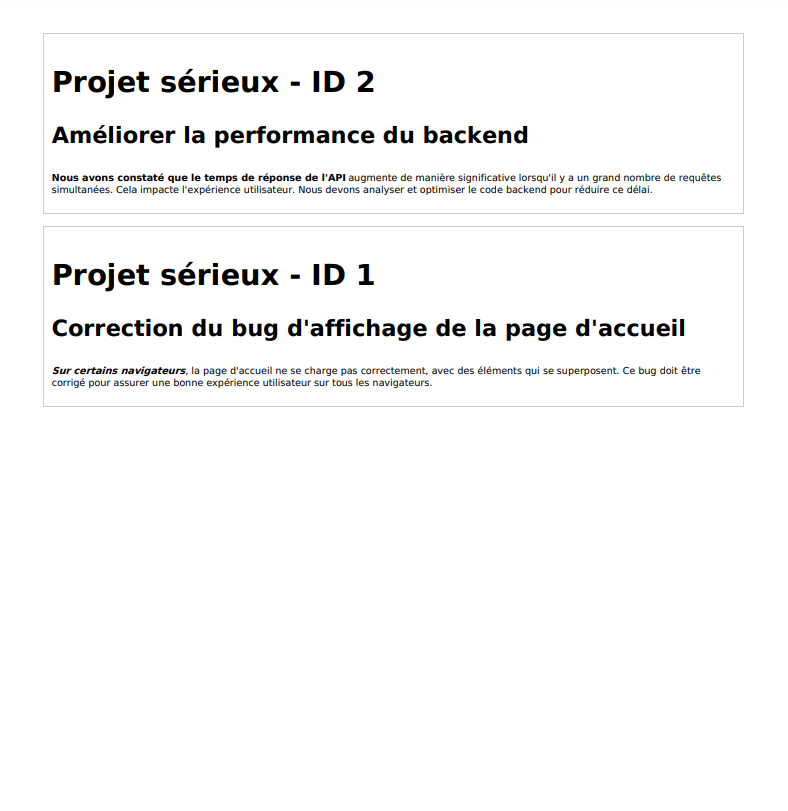 Projet sérieux - ID 2
Améliorer la performance du backend
Nous avons constaté que le temps de réponse de l'API augmente de manière significative lorsqu'il y a un grand nombre de requêtes
simultanées. Cela impacte l'expérience utilisateur. Nous devons analyser et optimiser le code backend pour réduire ce délai.
Projet sérieux - ID 1
Correction du bug d'affichage de la page d'accueil
Sur certains navigateurs, la page d'accueil ne se charge pas correctement, avec des éléments qui se superposent. Ce bug doit être
corrigé pour assurer une bonne expérience utilisateur sur tous les navigateurs.